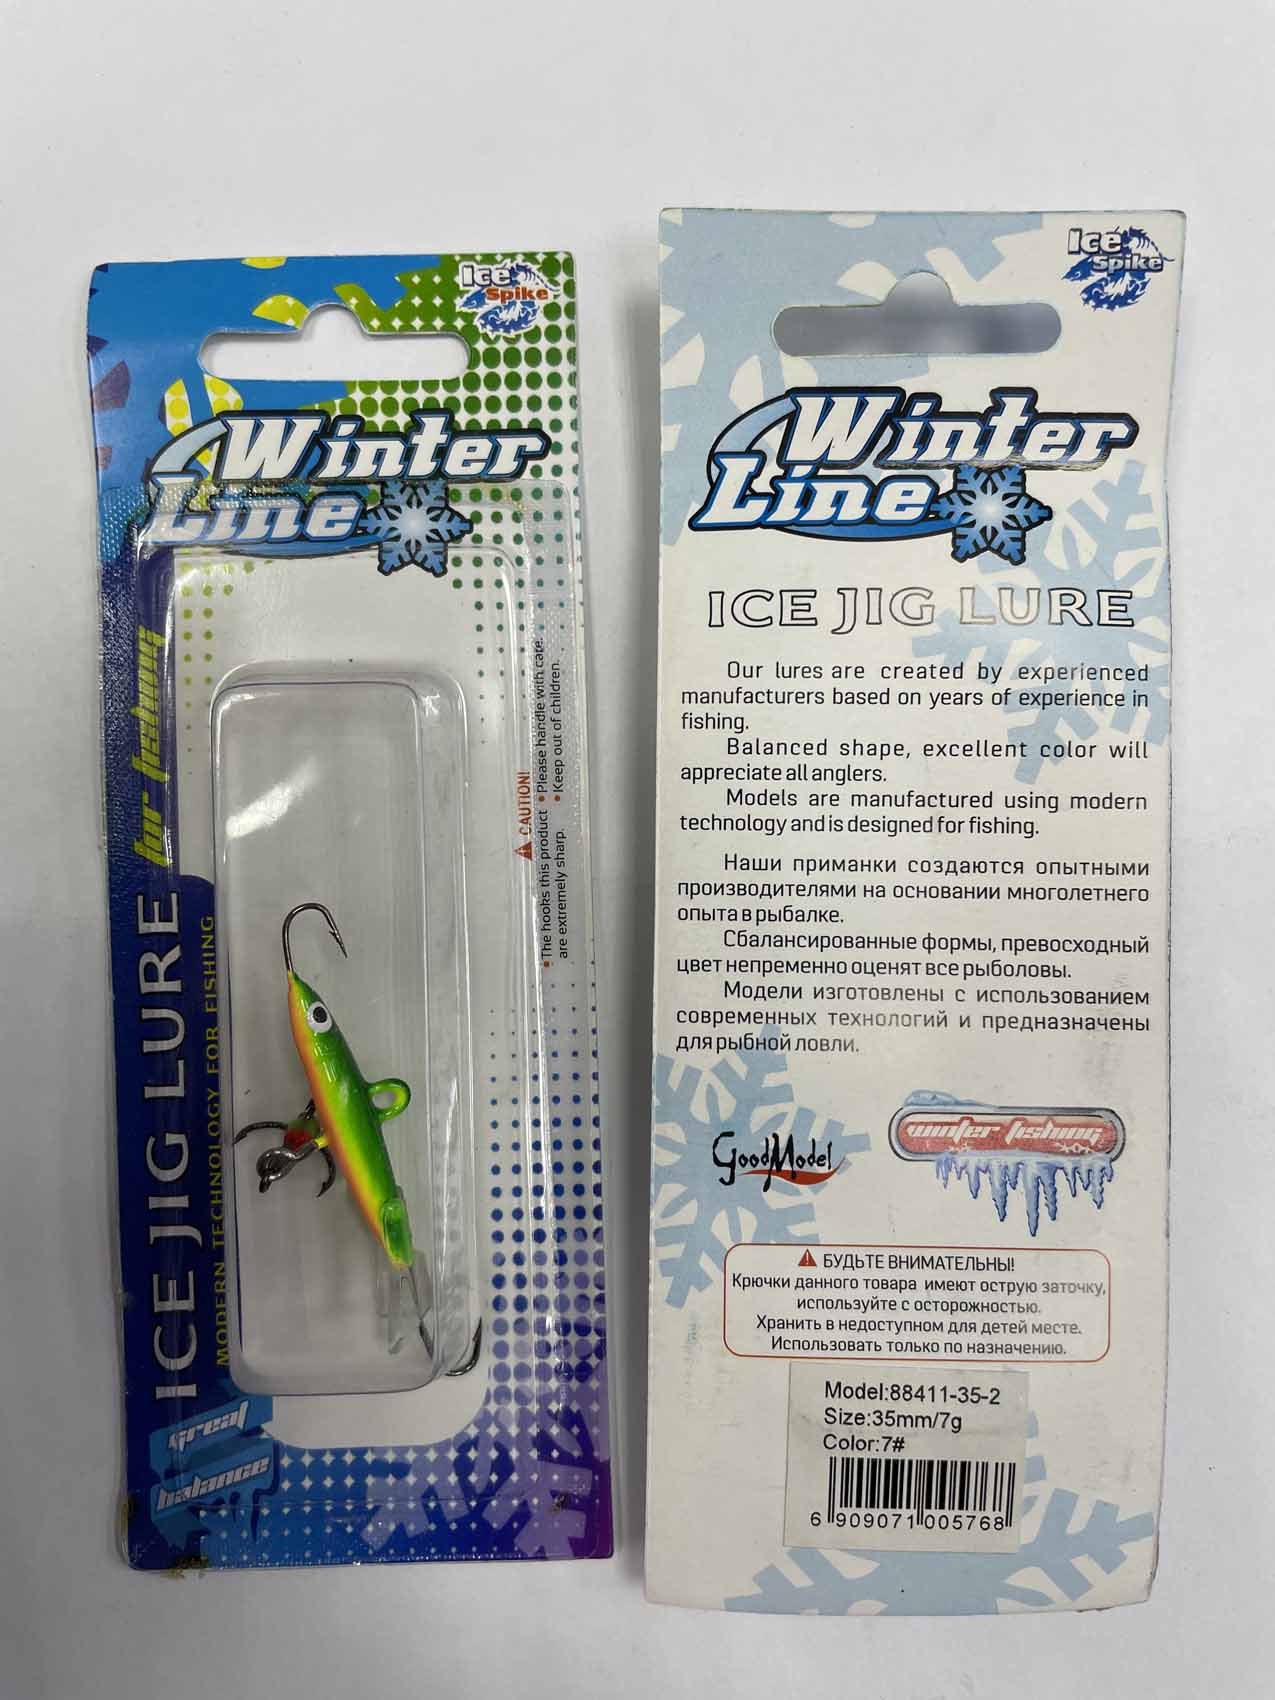 Ice
Spike
Winter
Line
for fishing
ICE JIG LURE
MODERN TECHNOLOGY FOR FISHING
great
balance
CAUTION!
• The hooks this product
are extremely sharp.
• Please handle with care.
• Keep out of children.
Ice
Spike
Winter
Line
ICE JIG LURE
Our lures are created by experienced
manufacturers based on years of experience in
fishing.
Balanced shape, excellent color will
appreciate all anglers.
Models are manufactured using modern
technology and is designed for fishing.
Наши приманки создаются опытными
производителями на основании многолетнего
опыта в рыбалке.
Сбалансированные формы, превосходный
цвет непременно оценят все рыболовы.
Модели изготовлены с использованием
современных технологий и предназначены
для рыбной ловли.
GoodModel
winter fishing
БУДЬТЕ ВНИМАТЕЛЬНЫ!
Крючки данного товара имеют острую заточку,
используйте с осторожностью.
Хранить в недоступном для детей месте.
Использовать только по назначению.
Model:88411-35-2
Size:35mm/7g
Color:7#
6 909071 005768